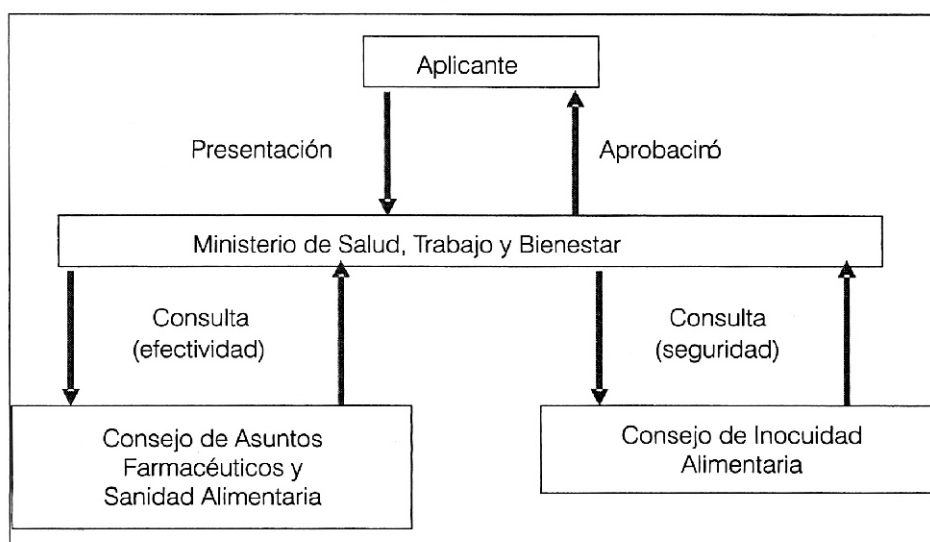 Aplicante
Presentación
Aprobacinó
Ministerio de Salud, Trabajo y Bienestar
Consulta
(efectividad)
Consulta
(seguridad)
Consejo de Asuntos
Farmacéuticos y
Sanidad Alimentaria
Consejo de Inocuidad
Alimentaria